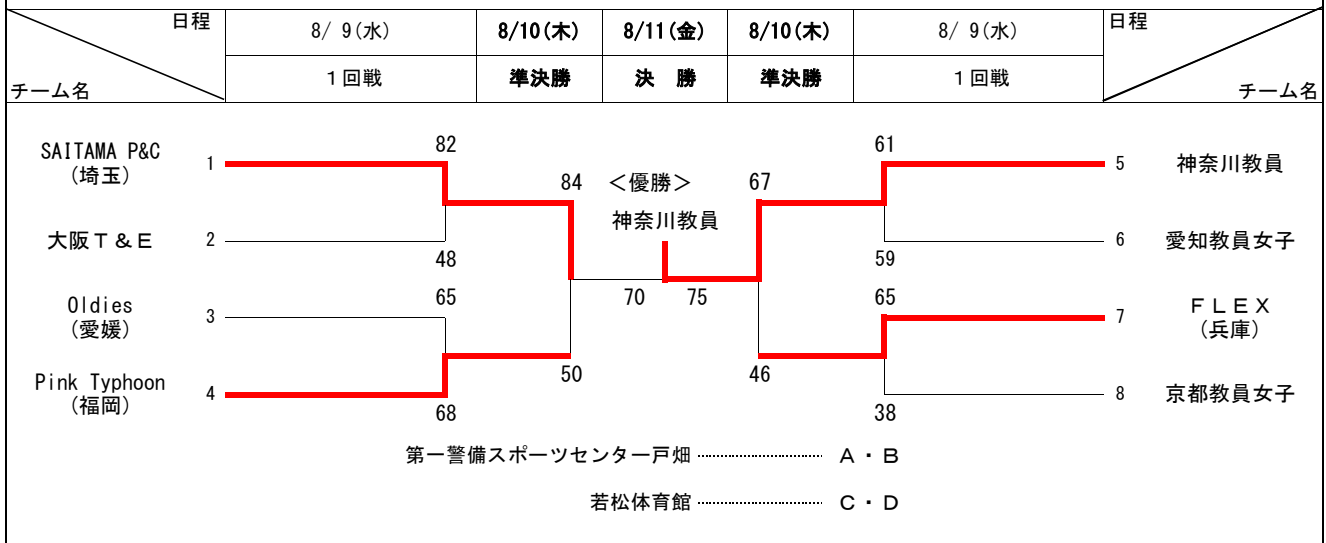 日程 8/ 9(水) 8/10(木) 8/11(金) 8/10(木) 8/ 9(水) 日程
チーム名 1回戦 準決勝 決 勝 準決勝 1回戦 チーム名
82 61
SAITAMA P&C
(埼玉)
1 5 神奈川教員
84 <優勝> 67
神奈川教員
大阪T&E 2 6 愛知教員女子
48 59
70 75
65 65
Oldies
(愛媛)
3 7 FLEX
(兵庫)
50 46
Pink Typhoon
(福岡)
4 8 京都教員女子
68 38
第一警備スポーツセンター戸畑 ………… A・B
若松体育館 ………… C・D